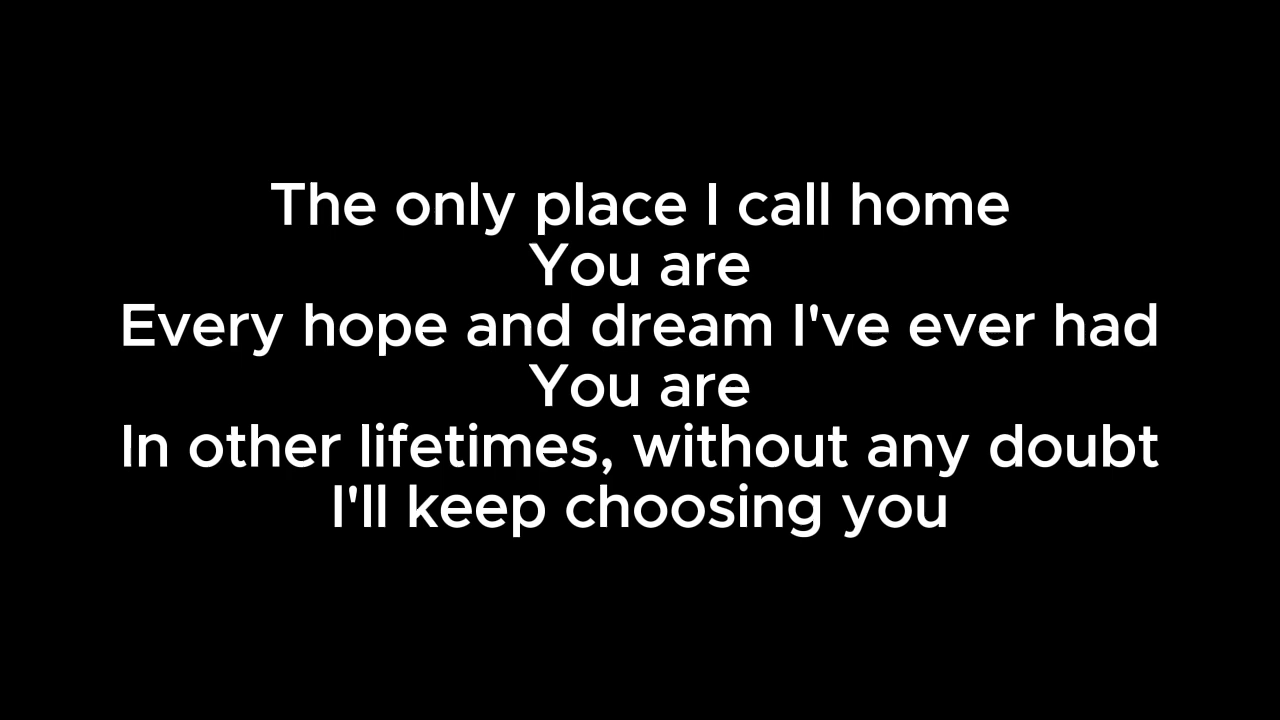 The only place I call home
You are
Every hope and dream I've ever had
You are
In other lifetimes, without any doubt
I'll keep choosing you